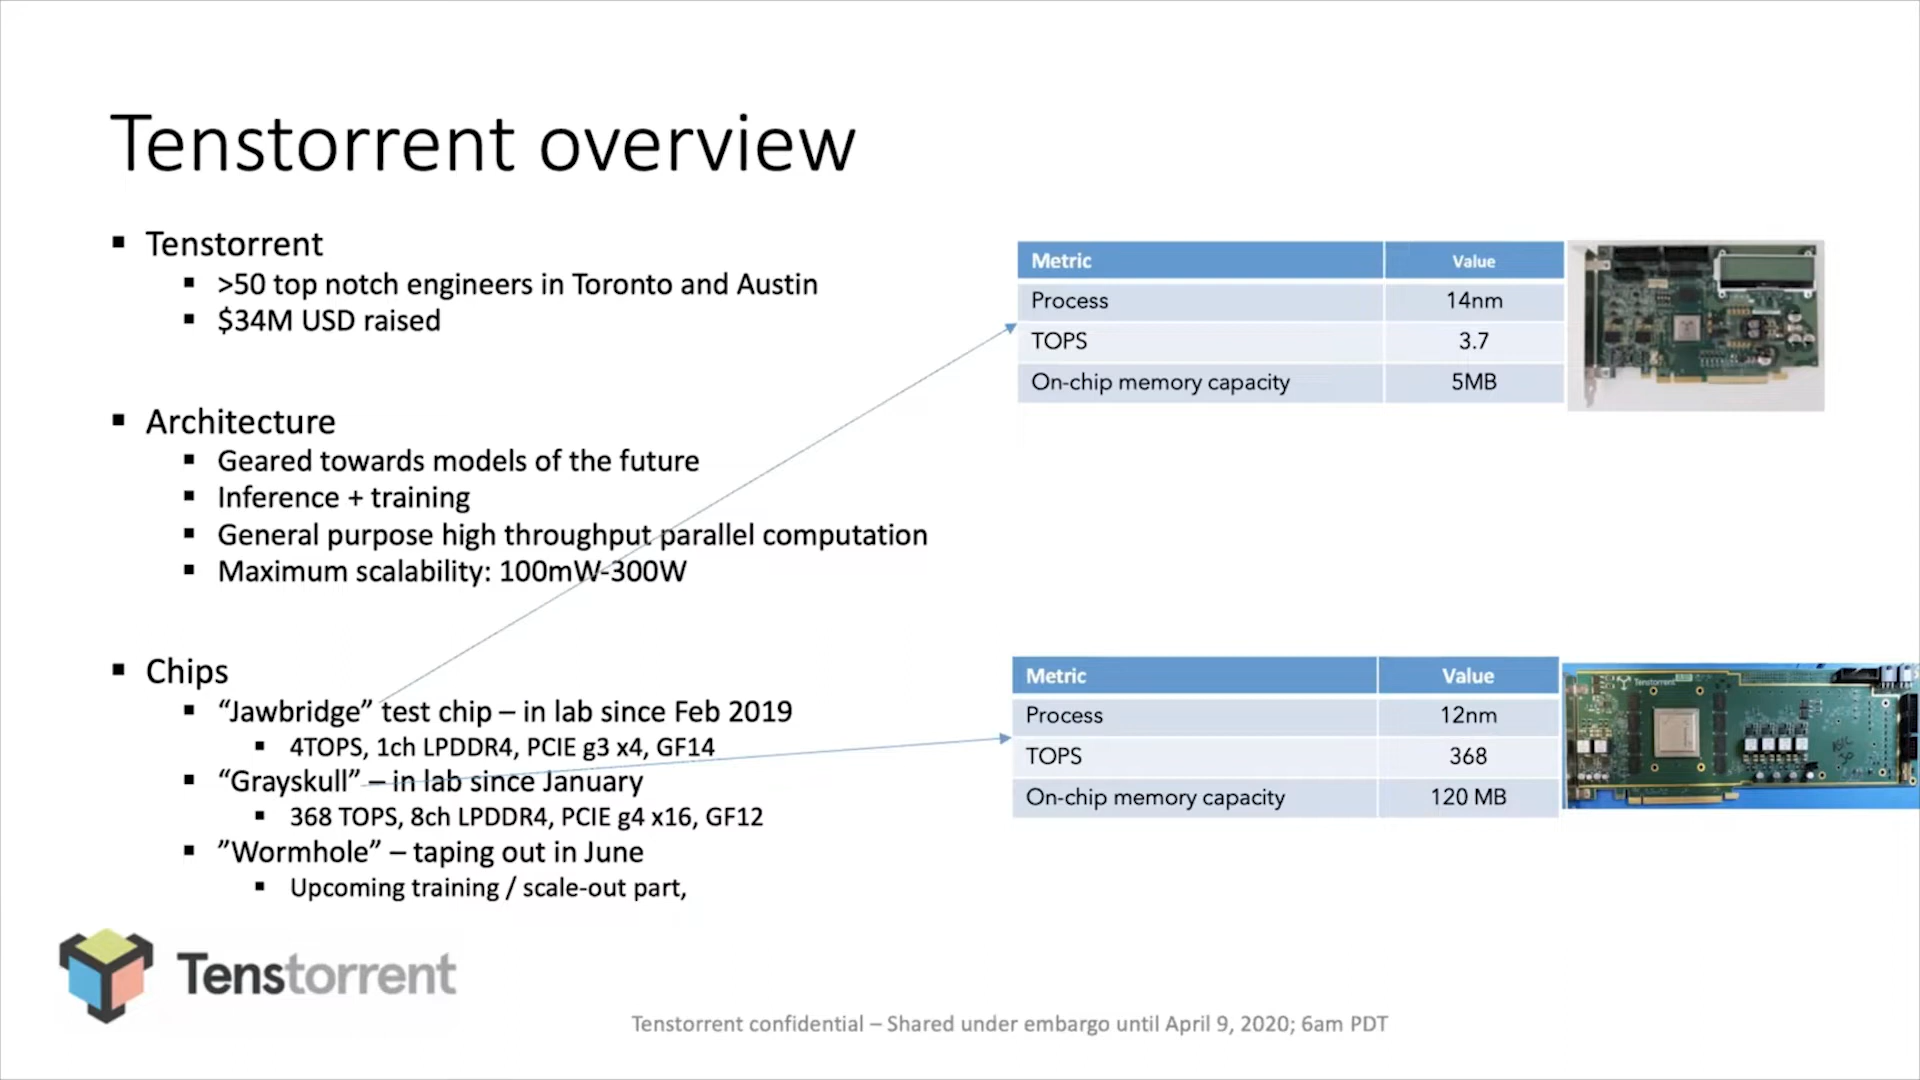 Tenstorrent overview
▪ Tenstorrent
▪ >50 top notch engineers in Toronto and Austin
▪ $34M USD raised
▪ Architecture
▪ Geared towards models of the future
▪ Inference + training
▪ General purpose high throughput parallel computation
▪ Maximum scalability: 100mW-300W
▪ Chips
▪ “Jawbridge” test chip – in lab since Feb 2019
▪ 4TOPS, 1ch LPDDR4, PCIE g3 x4, GF14
▪ “Grayskull” – in lab since January
▪ 368 TOPS, 8ch LPDDR4, PCIE g4 x16, GF12
▪ ”Wormhole” – taping out in June
▪ Upcoming training / scale-out part,
Metric Value
Process 14nm
TOPS 3.7
On-chip memory capacity 5MB
Metric Value
Process 12nm
TOPS 368
On-chip memory capacity 120 MB
Tenstorrent
Tenstorrent
Tenstorrent confidential – Shared under embargo until April 9, 2020; 6am PDT